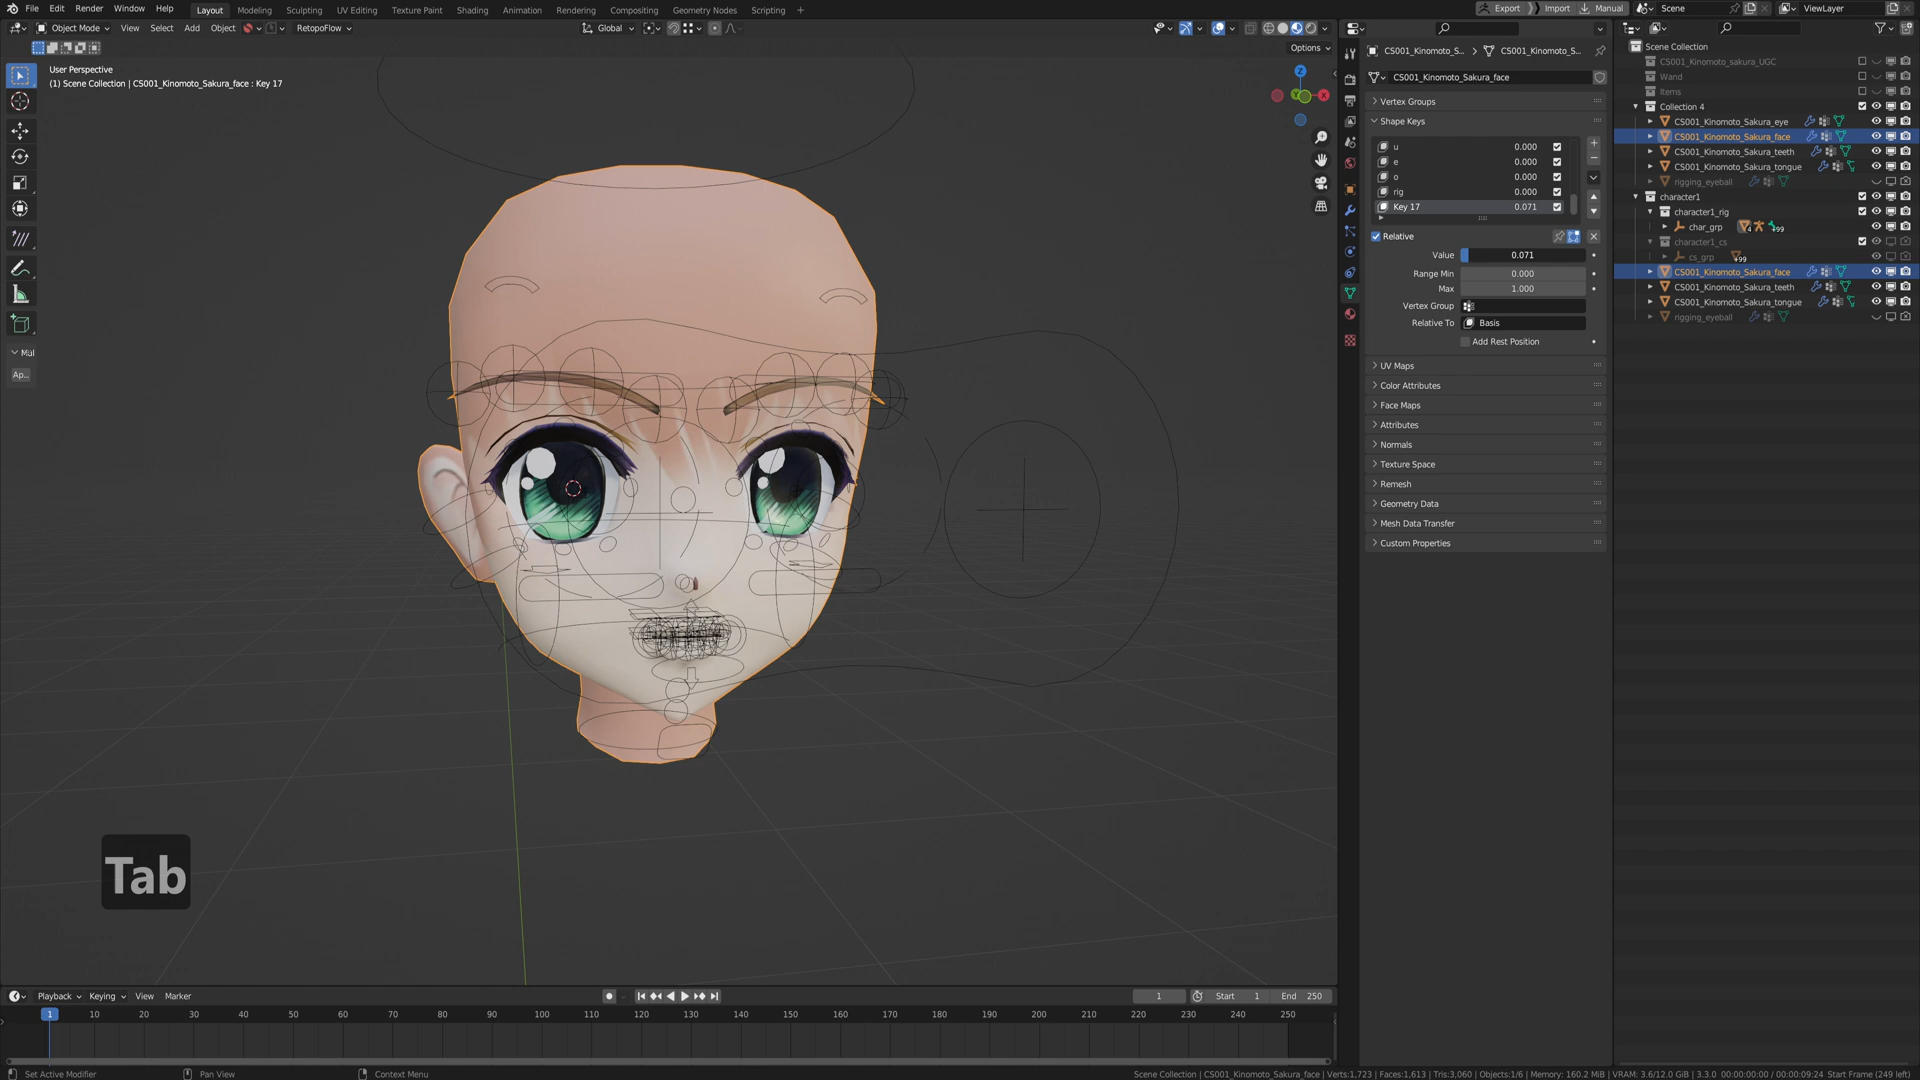 File Edit Render Window Help Layout Modeling Sculpting UV Editing Texture Paint Shading Animation Rendering Compositing Geometry Nodes Scripting +
Export Import Manual Scene ViewLayer
Object Mode View Select Add Object RetopoFlow Global
Options
User Perspective
(1) Scene Collection | CS001_Kinomoto_Sakura_face : Key 17
Z
Y
X
Mul
Ap...
Tab
CS001_Kinomoto_S... > CS001_Kinomoto_S...
CS001_Kinomoto_Sakura_face
Vertex Groups
Shape Keys
u 0.000
e 0.000
o 0.000
rig 0.000
Key 17 0.071
Relative
Value 0.071
Range Min 0.000
Max 1.000
Vertex Group
Relative To Basis
Add Rest Position
UV Maps
Color Attributes
Face Maps
Attributes
Normals
Texture Space
Remesh
Geometry Data
Mesh Data Transfer
Custom Properties
Scene Collection
CS001_Kinomoto_sakura_UGC
Wand
Items
Collection 4
CS001_Kinomoto_Sakura_eye
CS001_Kinomoto_Sakura_face
CS001_Kinomoto_Sakura_teeth
CS001_Kinomoto_Sakura_tongue
rigging_eyeball
character1
character1_rig
char_grp 4 +99
character1_cs
cs_grp +99
CS001_Kinomoto_Sakura_face
CS001_Kinomoto_Sakura_teeth
CS001_Kinomoto_Sakura_tongue
rigging_eyeball
Playback Keying View Marker 1 Start 1 End 250
1 10 20 30 40 50 60 70 80 90 100 110 120 130 140 150 160 170 180 190 200 210 220 230 240 250
Set Active Modifier Pan View Context Menu
Scene Collection | CS001_Kinomoto_Sakura_face | Verts:1,723 | Faces:1,613 | Tris:3,060 | Objects:1/6 | Memory: 160.2 MiB | VRAM: 3.6/12.0 GiB | 3.3.0 00:00:00:00 / 00:00:09:24 Start Frame (249 left)